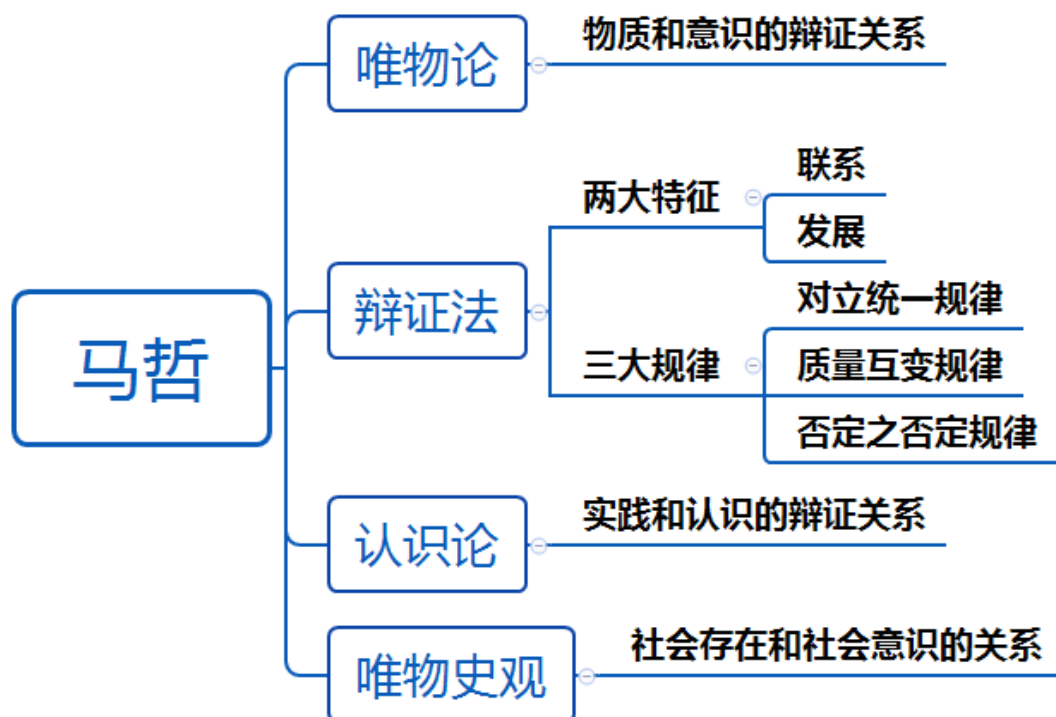 马哲
唯物论
物质和意识的辩证关系
辩证法
两大特征
联系
发展
三大规律
对立统一规律
质量互变规律
否定之否定规律
认识论
实践和认识的辩证关系
唯物史观
社会存在和社会意识的关系